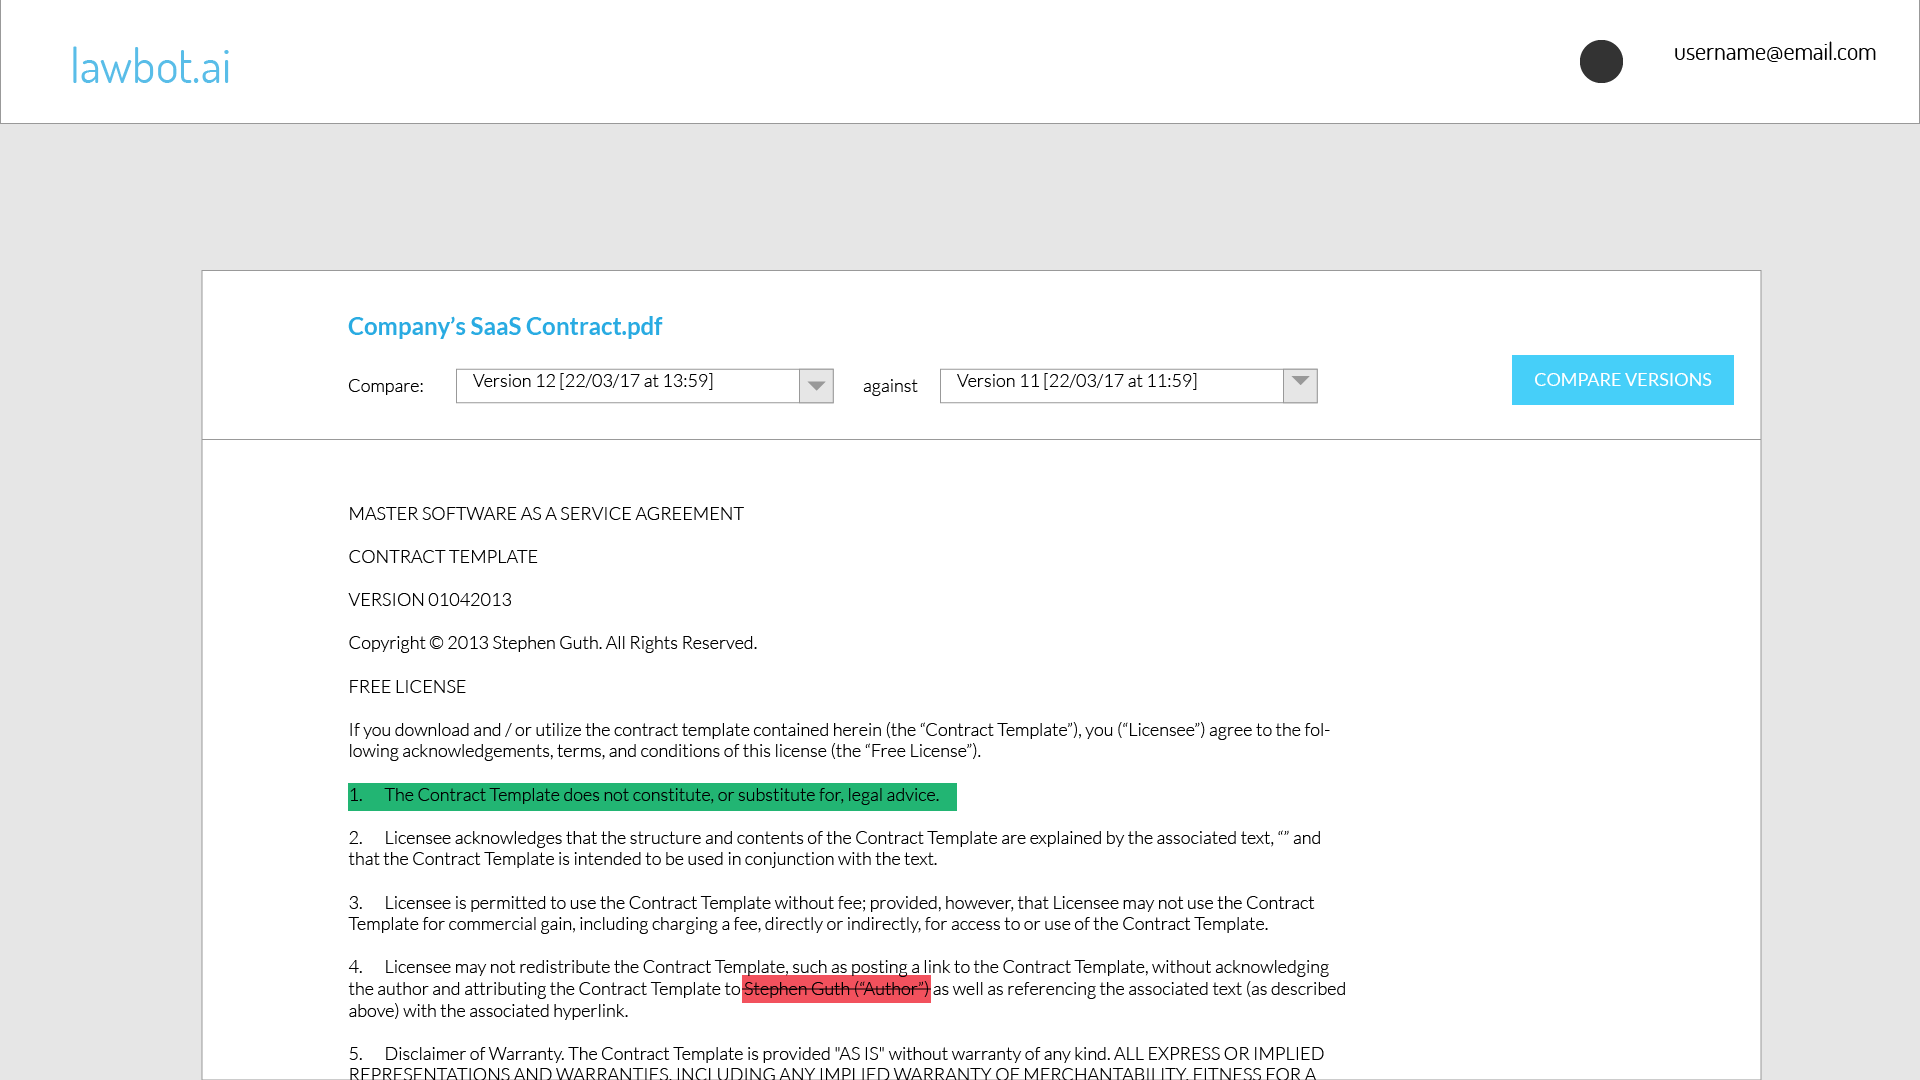 lawbot.ai
username@email.com
Company’s SaaS Contract.pdf
Compare: Version 12 [22/03/17 at 13:59] against Version 11 [22/03/17 at 11:59] COMPARE VERSIONS
MASTER SOFTWARE AS A SERVICE AGREEMENT
CONTRACT TEMPLATE
VERSION 01042013
Copyright © 2013 Stephen Guth. All Rights Reserved.
FREE LICENSE
If you download and / or utilize the contract template contained herein (the “Contract Template”), you (“Licensee”) agree to the fol-
lowing acknowledgements, terms, and conditions of this license (the “Free License”).
1. The Contract Template does not constitute, or substitute for, legal advice.
2. Licensee acknowledges that the structure and contents of the Contract Template are explained by the associated text, “” and
that the Contract Template is intended to be used in conjunction with the text.
3. Licensee is permitted to use the Contract Template without fee; provided, however, that Licensee may not use the Contract
Template for commercial gain, including charging a fee, directly or indirectly, for access to or use of the Contract Template.
4. Licensee may not redistribute the Contract Template, such as posting a link to the Contract Template, without acknowledging
the author and attributing the Contract Template to Stephen Guth (“Author”) as well as referencing the associated text (as described
above) with the associated hyperlink.
5. Disclaimer of Warranty. The Contract Template is provided "AS IS" without warranty of any kind. ALL EXPRESS OR IMPLIED
REPRESENTATIONS AND WARRANTIES, INCLUDING ANY IMPLIED WARRANTY OF MERCHANTABILITY, FITNESS FOR A